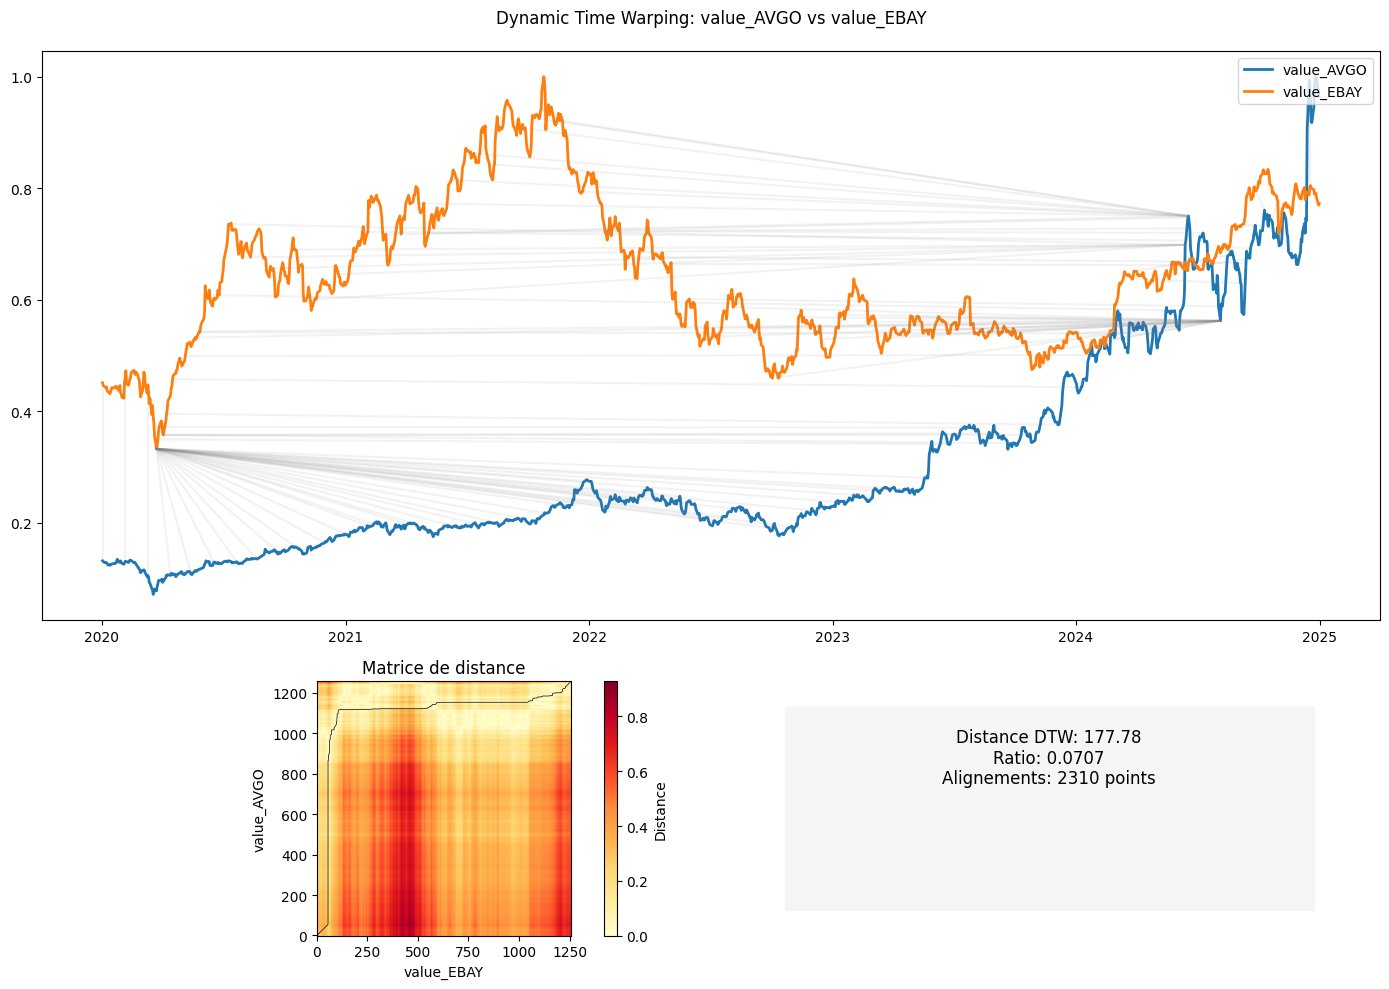 Dynamic Time Warping: value_AVGO vs value_EBAY
value_AVGO
value_EBAY
1.0
0.8
0.6
0.4
0.2
2020 2021 2022 2023 2024 2025
Matrice de distance
value_AVGO
1200
1000
800
600
400
200
0
0 250 500 750 1000 1250
value_EBAY
0.8
0.6
0.4
0.2
0.0
Distance
Distance DTW: 177.78
Ratio: 0.0707
Alignements: 2310 points